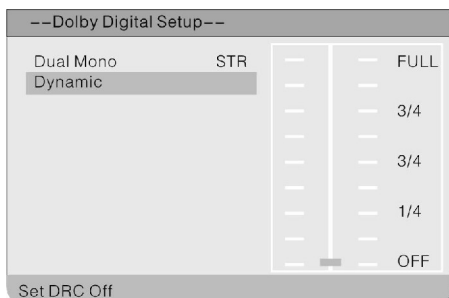 --Dolby Digital Setup--
Dual Mono STR FULL
Dynamic
3/4
3/4
1/4
OFF
Set DRC Off